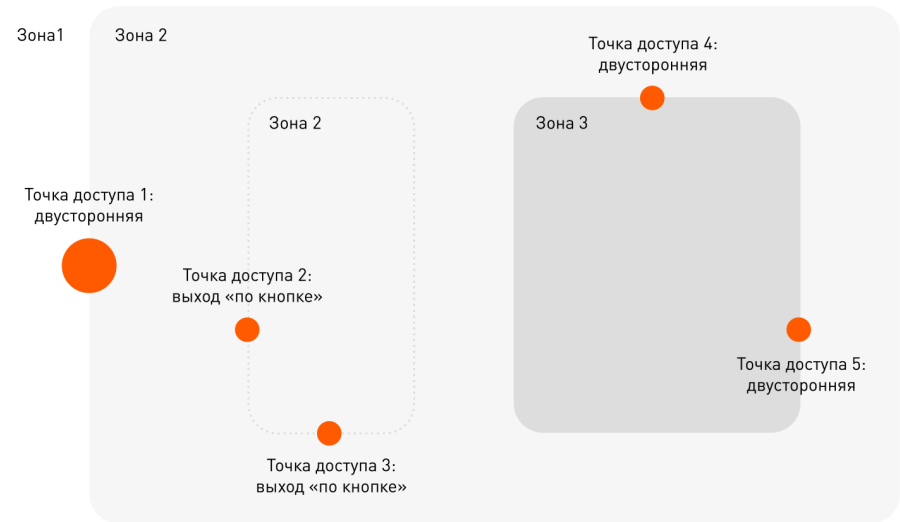 Зона1
Зона 2
Точка доступа 4:
двусторонняя
Зона 2
Зона 3
Точка доступа 1:
двусторонняя
Точка доступа 2:
выход «по кнопке»
Точка доступа 5:
двусторонняя
Точка доступа 3:
выход «по кнопке»